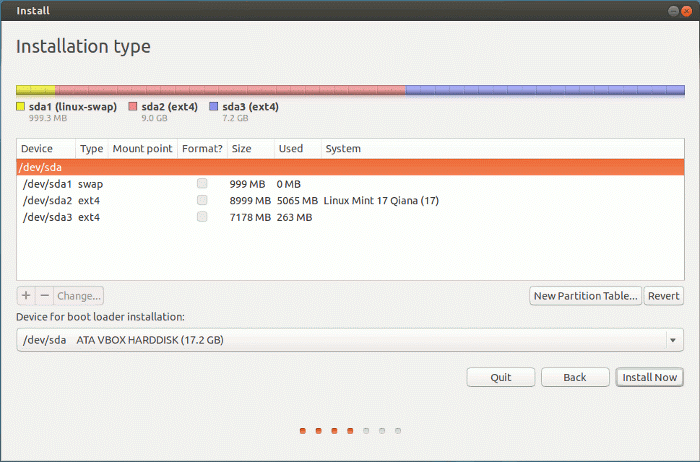 Install
Installation type
sda1 (linux-swap) sda2 (ext4) sda3 (ext4)
999.3 MB 9.0 GB 7.2 GB
Device Type Mount point Format? Size Used System
/dev/sda
/dev/sda1 swap 999 MB 0 MB
/dev/sda2 ext4 8999 MB 5065 MB Linux Mint 17 Qiana (17)
/dev/sda3 ext4 7178 MB 263 MB
+ − Change... New Partition Table... Revert
Device for boot loader installation:
/dev/sda ATA VBOX HARDDISK (17.2 GB)
Quit Back Install Now